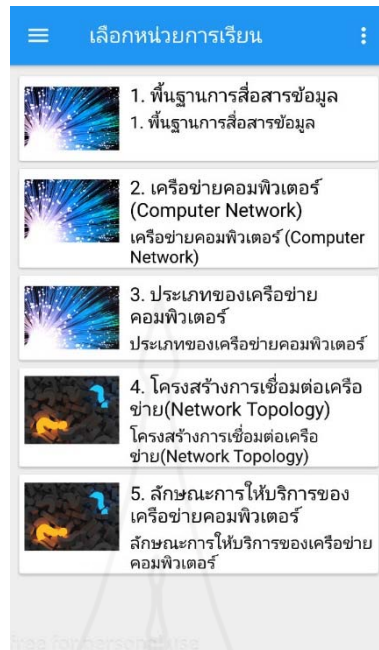 เลือกหน่วยการเรียน
1. พื้นฐานการสื่อสารข้อมูล
1. พื้นฐานการสื่อสารข้อมูล
2. เครือข่ายคอมพิวเตอร์
(Computer Network)
เครือข่ายคอมพิวเตอร์ (Computer
Network)
3. ประเภทของเครือข่าย
คอมพิวเตอร์
ประเภทของเครือข่ายคอมพิวเตอร์
4. โครงสร้างการเชื่อมต่อเครือ
ข่าย(Network Topology)
โครงสร้างการเชื่อมต่อเครือ
ข่าย(Network Topology)
5. ลักษณะการให้บริการของ
เครือข่ายคอมพิวเตอร์
ลักษณะการให้บริการของเครือข่าย
คอมพิวเตอร์
free for personal use